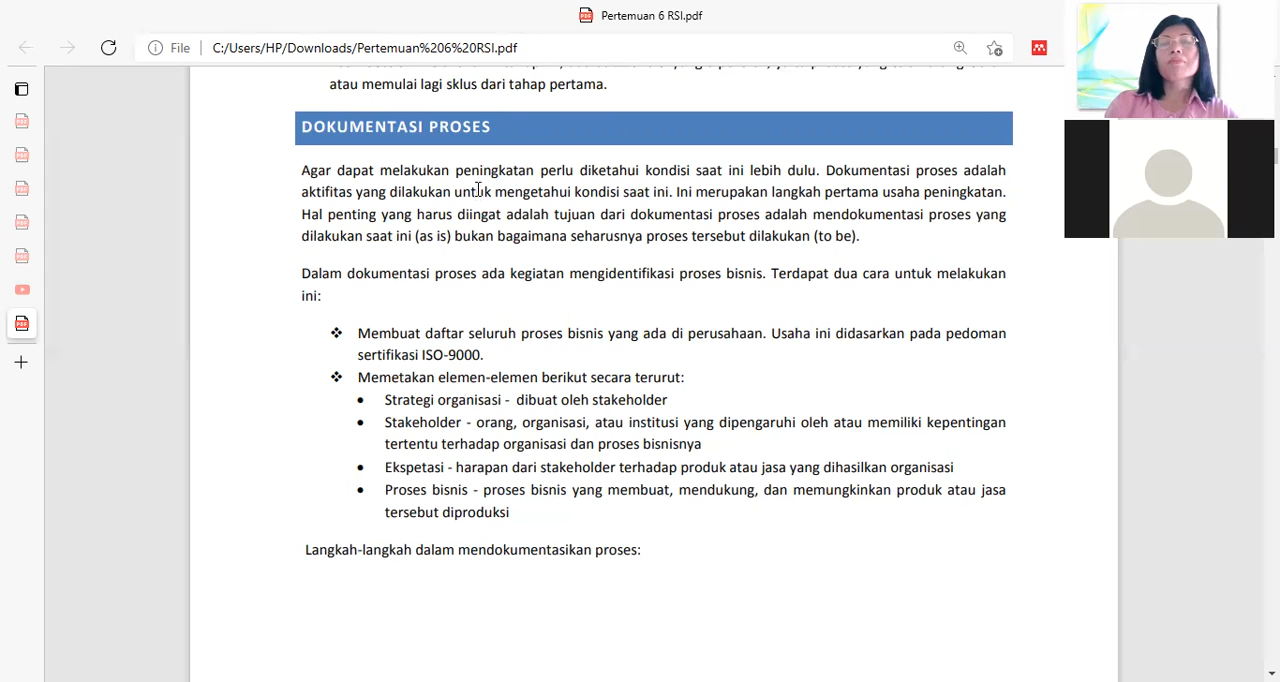 Pertemuan 6 RSI.pdf
File
C:/Users/HP/Downloads/Pertemuan%206%20RSI.pdf
atau memulai lagi sklus dari tahap pertama.
DOKUMENTASI PROSES
Agar dapat melakukan peningkatan perlu diketahui kondisi saat ini lebih dulu. Dokumentasi proses adalah
aktifitas yang dilakukan untuk mengetahui kondisi saat ini. Ini merupakan langkah pertama usaha peningkatan.
Hal penting yang harus diingat adalah tujuan dari dokumentasi proses adalah mendokumentasi proses yang
dilakukan saat ini (as is) bukan bagaimana seharusnya proses tersebut dilakukan (to be).
Dalam dokumentasi proses ada kegiatan mengidentifikasi proses bisnis. Terdapat dua cara untuk melakukan
ini:
❖ Membuat daftar seluruh proses bisnis yang ada di perusahaan. Usaha ini didasarkan pada pedoman
sertifikasi ISO-9000.
❖ Memetakan elemen-elemen berikut secara terurut:
• Strategi organisasi - dibuat oleh stakeholder
• Stakeholder - orang, organisasi, atau institusi yang dipengaruhi oleh atau memiliki kepentingan
tertentu terhadap organisasi dan proses bisnisnya
• Ekspetasi - harapan dari stakeholder terhadap produk atau jasa yang dihasilkan organisasi
• Proses bisnis - proses bisnis yang membuat, mendukung, dan memungkinkan produk atau jasa
tersebut diproduksi
Langkah-langkah dalam mendokumentasikan proses: